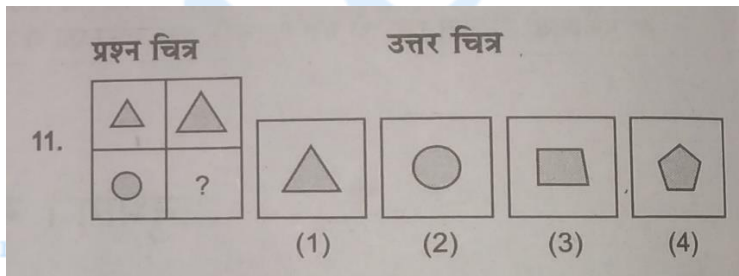 प्रश्न चित्र
उत्तर चित्र
11.
?
(1) (2) (3) (4)